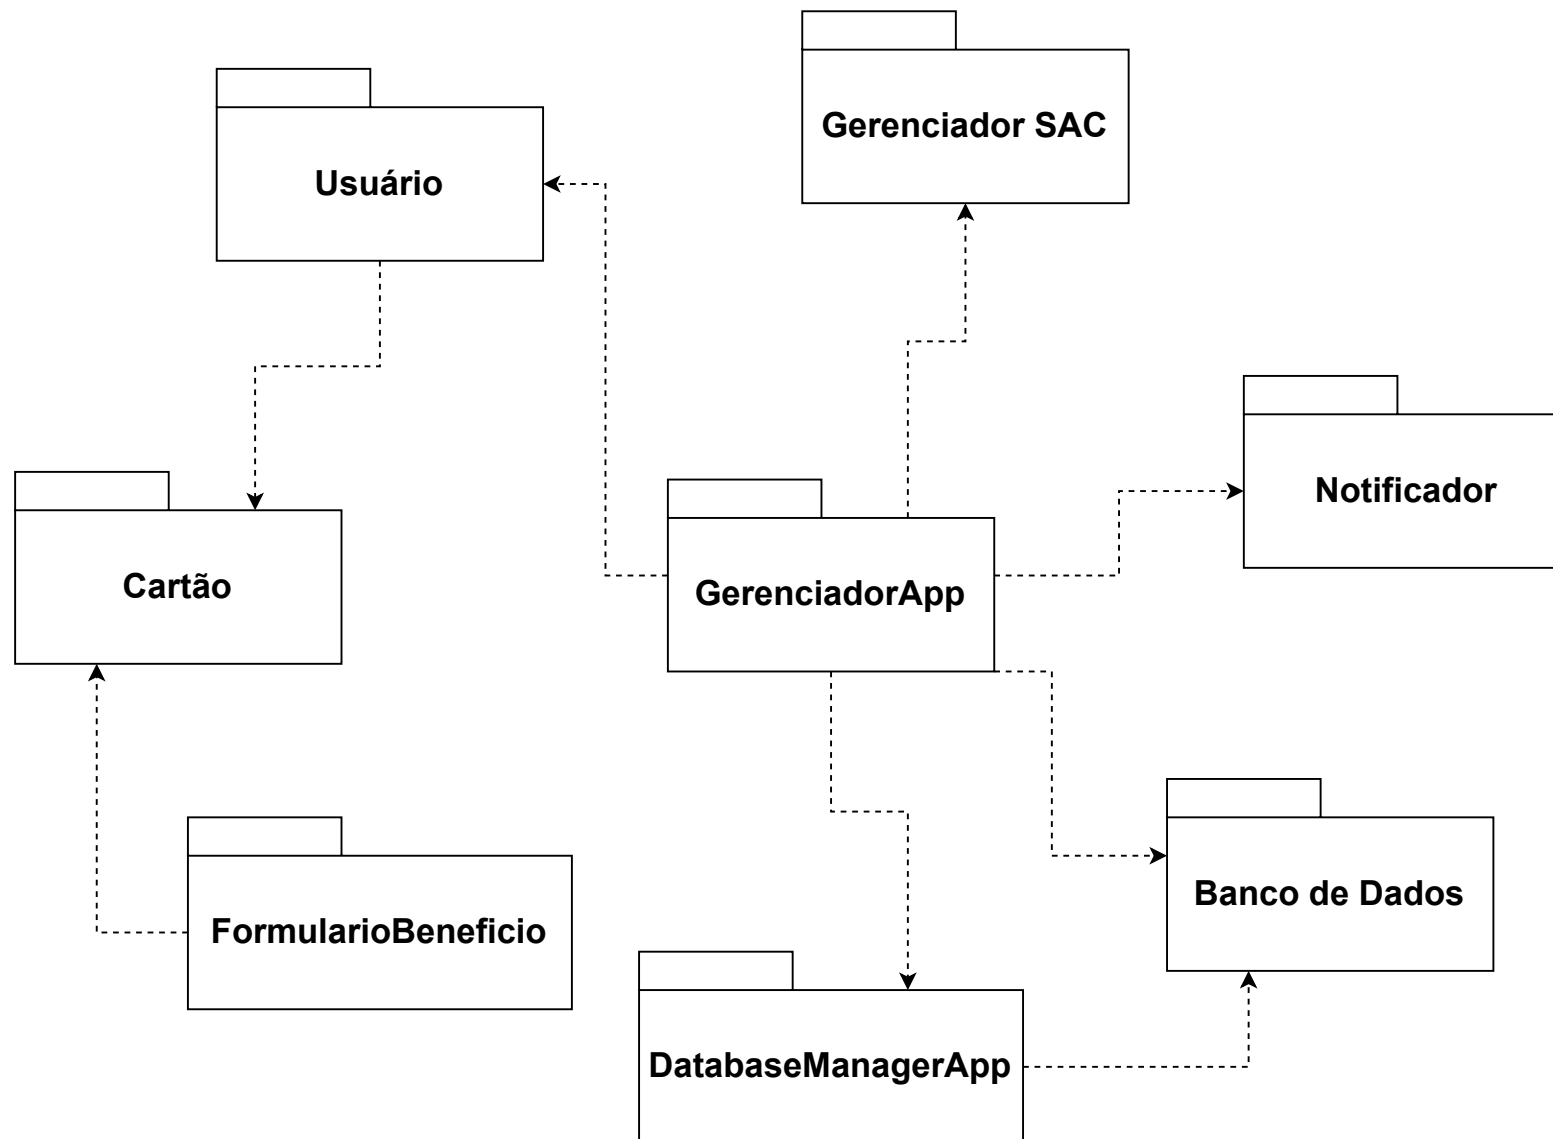 Gerenciador SAC
Usuário
Notificador
Cartão
GerenciadorApp
Banco de Dados
FormularioBeneficio
DatabaseManagerApp